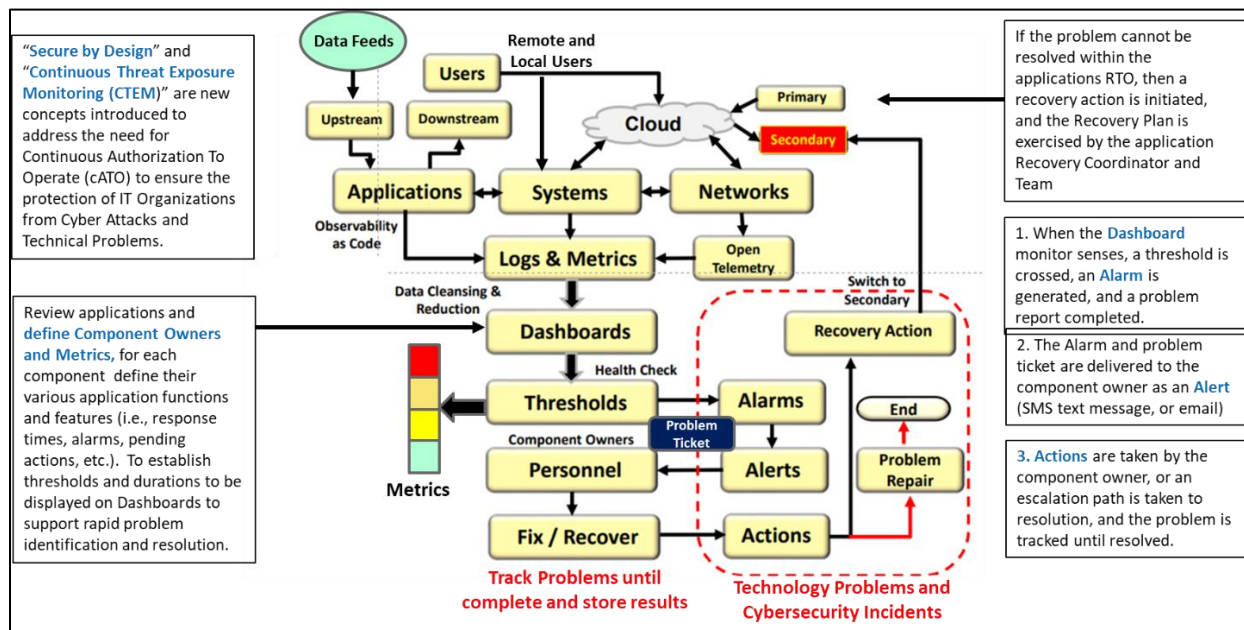 “Secure by Design” and
“Continuous Threat Exposure
Monitoring (CTEM)” are new
concepts introduced to
address the need for
Continuous Authorization To
Operate (cATO) to ensure the
protection of IT Organizations
from Cyber Attacks and
Technical Problems.
Review applications and
define Component Owners
and Metrics, for each
component define their
various application functions
and features (i.e., response
times, alarms, pending
actions, etc.). To establish
thresholds and durations to be
displayed on Dashboards to
support rapid problem
identification and resolution.
Data Feeds
Remote and
Local Users
Users
Upstream
Downstream
Cloud
Primary
Secondary
Applications
Systems
Networks
Observability
as Code
Logs & Metrics
Open
Telemetry
Data Cleansing &
Reduction
Switch to
Secondary
Dashboards
Recovery Action
Health Check
Thresholds
Alarms
End
Problem
Ticket
Component Owners
Personnel
Alerts
Problem
Repair
Metrics
Fix / Recover
Actions
Track Problems until
complete and store results
Technology Problems and
Cybersecurity Incidents
If the problem cannot be
resolved within the
applications RTO, then a
recovery action is initiated,
and the Recovery Plan is
exercised by the application
Recovery Coordinator and
Team
1. When the Dashboard
monitor senses, a threshold is
crossed, an Alarm is
generated, and a problem
report completed.
2. The Alarm and problem
ticket are delivered to the
component owner as an Alert
(SMS text message, or email)
3. Actions are taken by the
component owner, or an
escalation path is taken to
resolution, and the problem is
tracked until resolved.